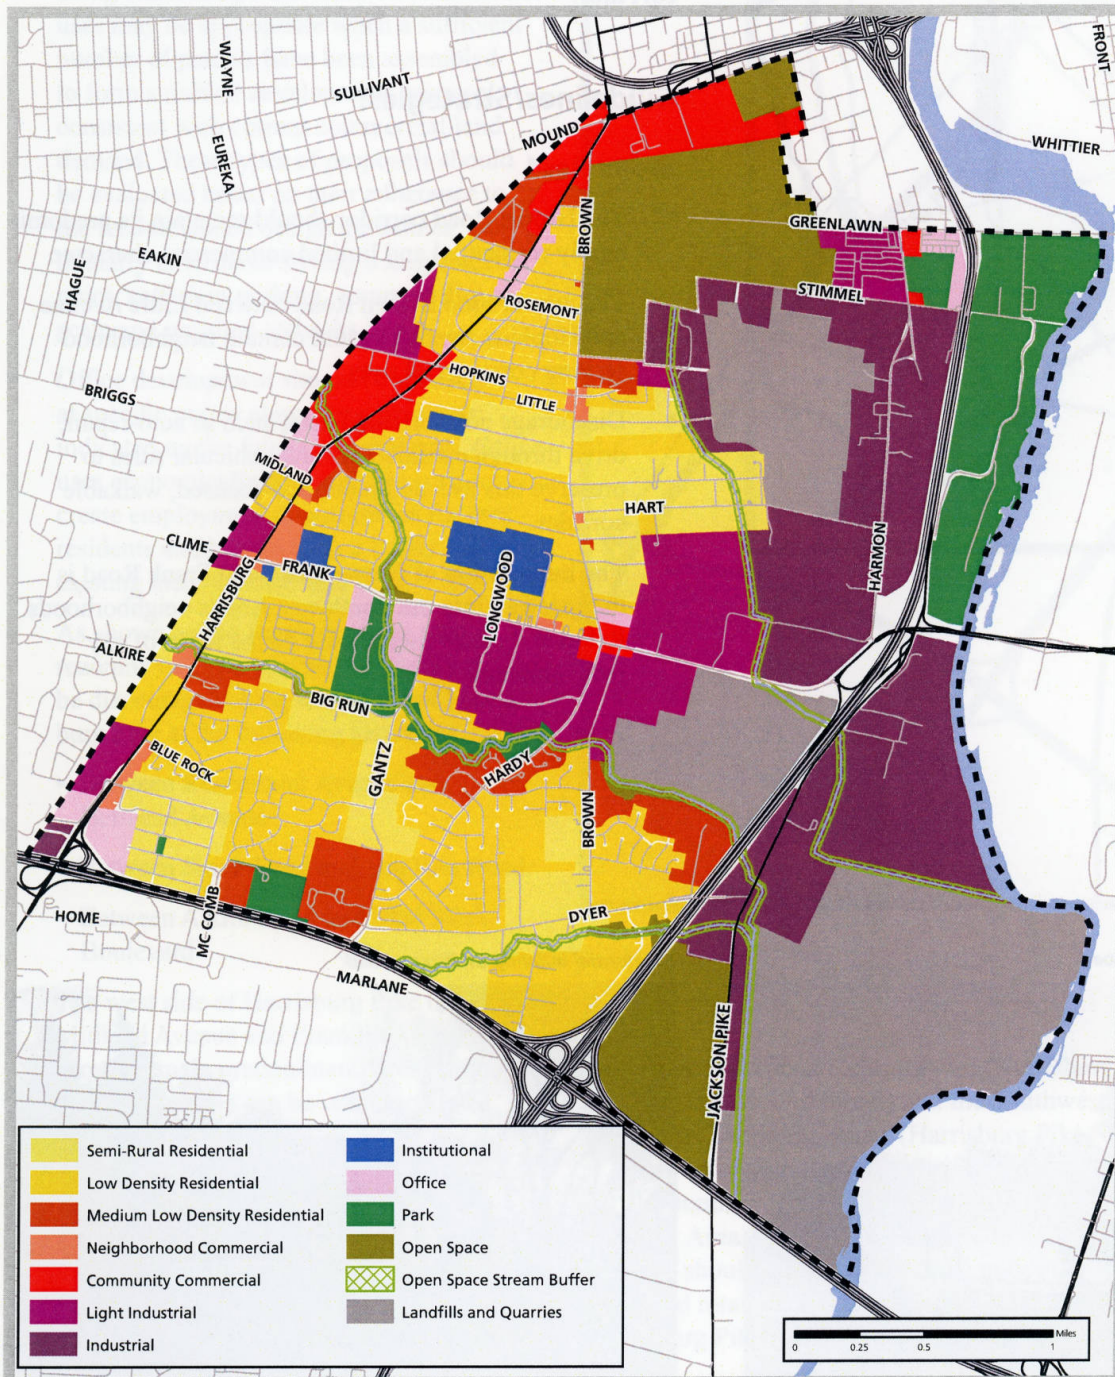 WAYNE
SULLIVANT
FRONT
MOUND
WHITTIER
EUREKA
BROWN
GREENLAWN
EAKIN
HAGUE
STIMMEL
ROSEMONT
HOPKINS
LITTLE
BRIGGS
MIDLAND
HART
CLIME
FRANK
HARMON
HARRISBURG
LONGWOOD
ALKIRE
BIG RUN
BLUE ROCK
GANTZ
HARDY
BROWN
MC COMB
HOME
DYER
MARLANE
JACKSON PIKE
Semi-Rural Residential
Low Density Residential
Medium Low Density Residential
Neighborhood Commercial
Community Commercial
Light Industrial
Industrial
Institutional
Office
Park
Open Space
Open Space Stream Buffer
Landfills and Quarries
Miles
0 0.25 0.5 1